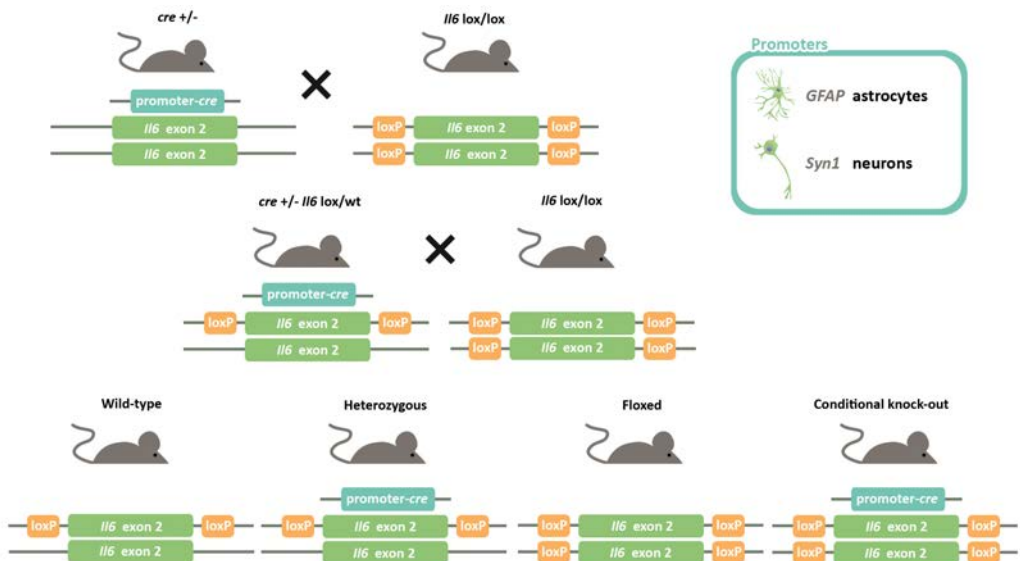 cre +/-
Il6 lox/lox
promoter-cre
Il6 exon 2
Il6 exon 2
loxP Il6 exon 2 loxP
loxP Il6 exon 2 loxP
Promoters
GFAP astrocytes
Syn1 neurons
cre +/- Il6 lox/wt
Il6 lox/lox
promoter-cre
loxP Il6 exon 2 loxP
Il6 exon 2
loxP Il6 exon 2 loxP
loxP Il6 exon 2 loxP
Wild-type
loxP Il6 exon 2 loxP
Il6 exon 2
Heterozygous
promoter-cre
loxP Il6 exon 2 loxP
Il6 exon 2
Floxed
loxP Il6 exon 2 loxP
loxP Il6 exon 2 loxP
Conditional knock-out
promoter-cre
loxP Il6 exon 2 loxP
loxP Il6 exon 2 loxP